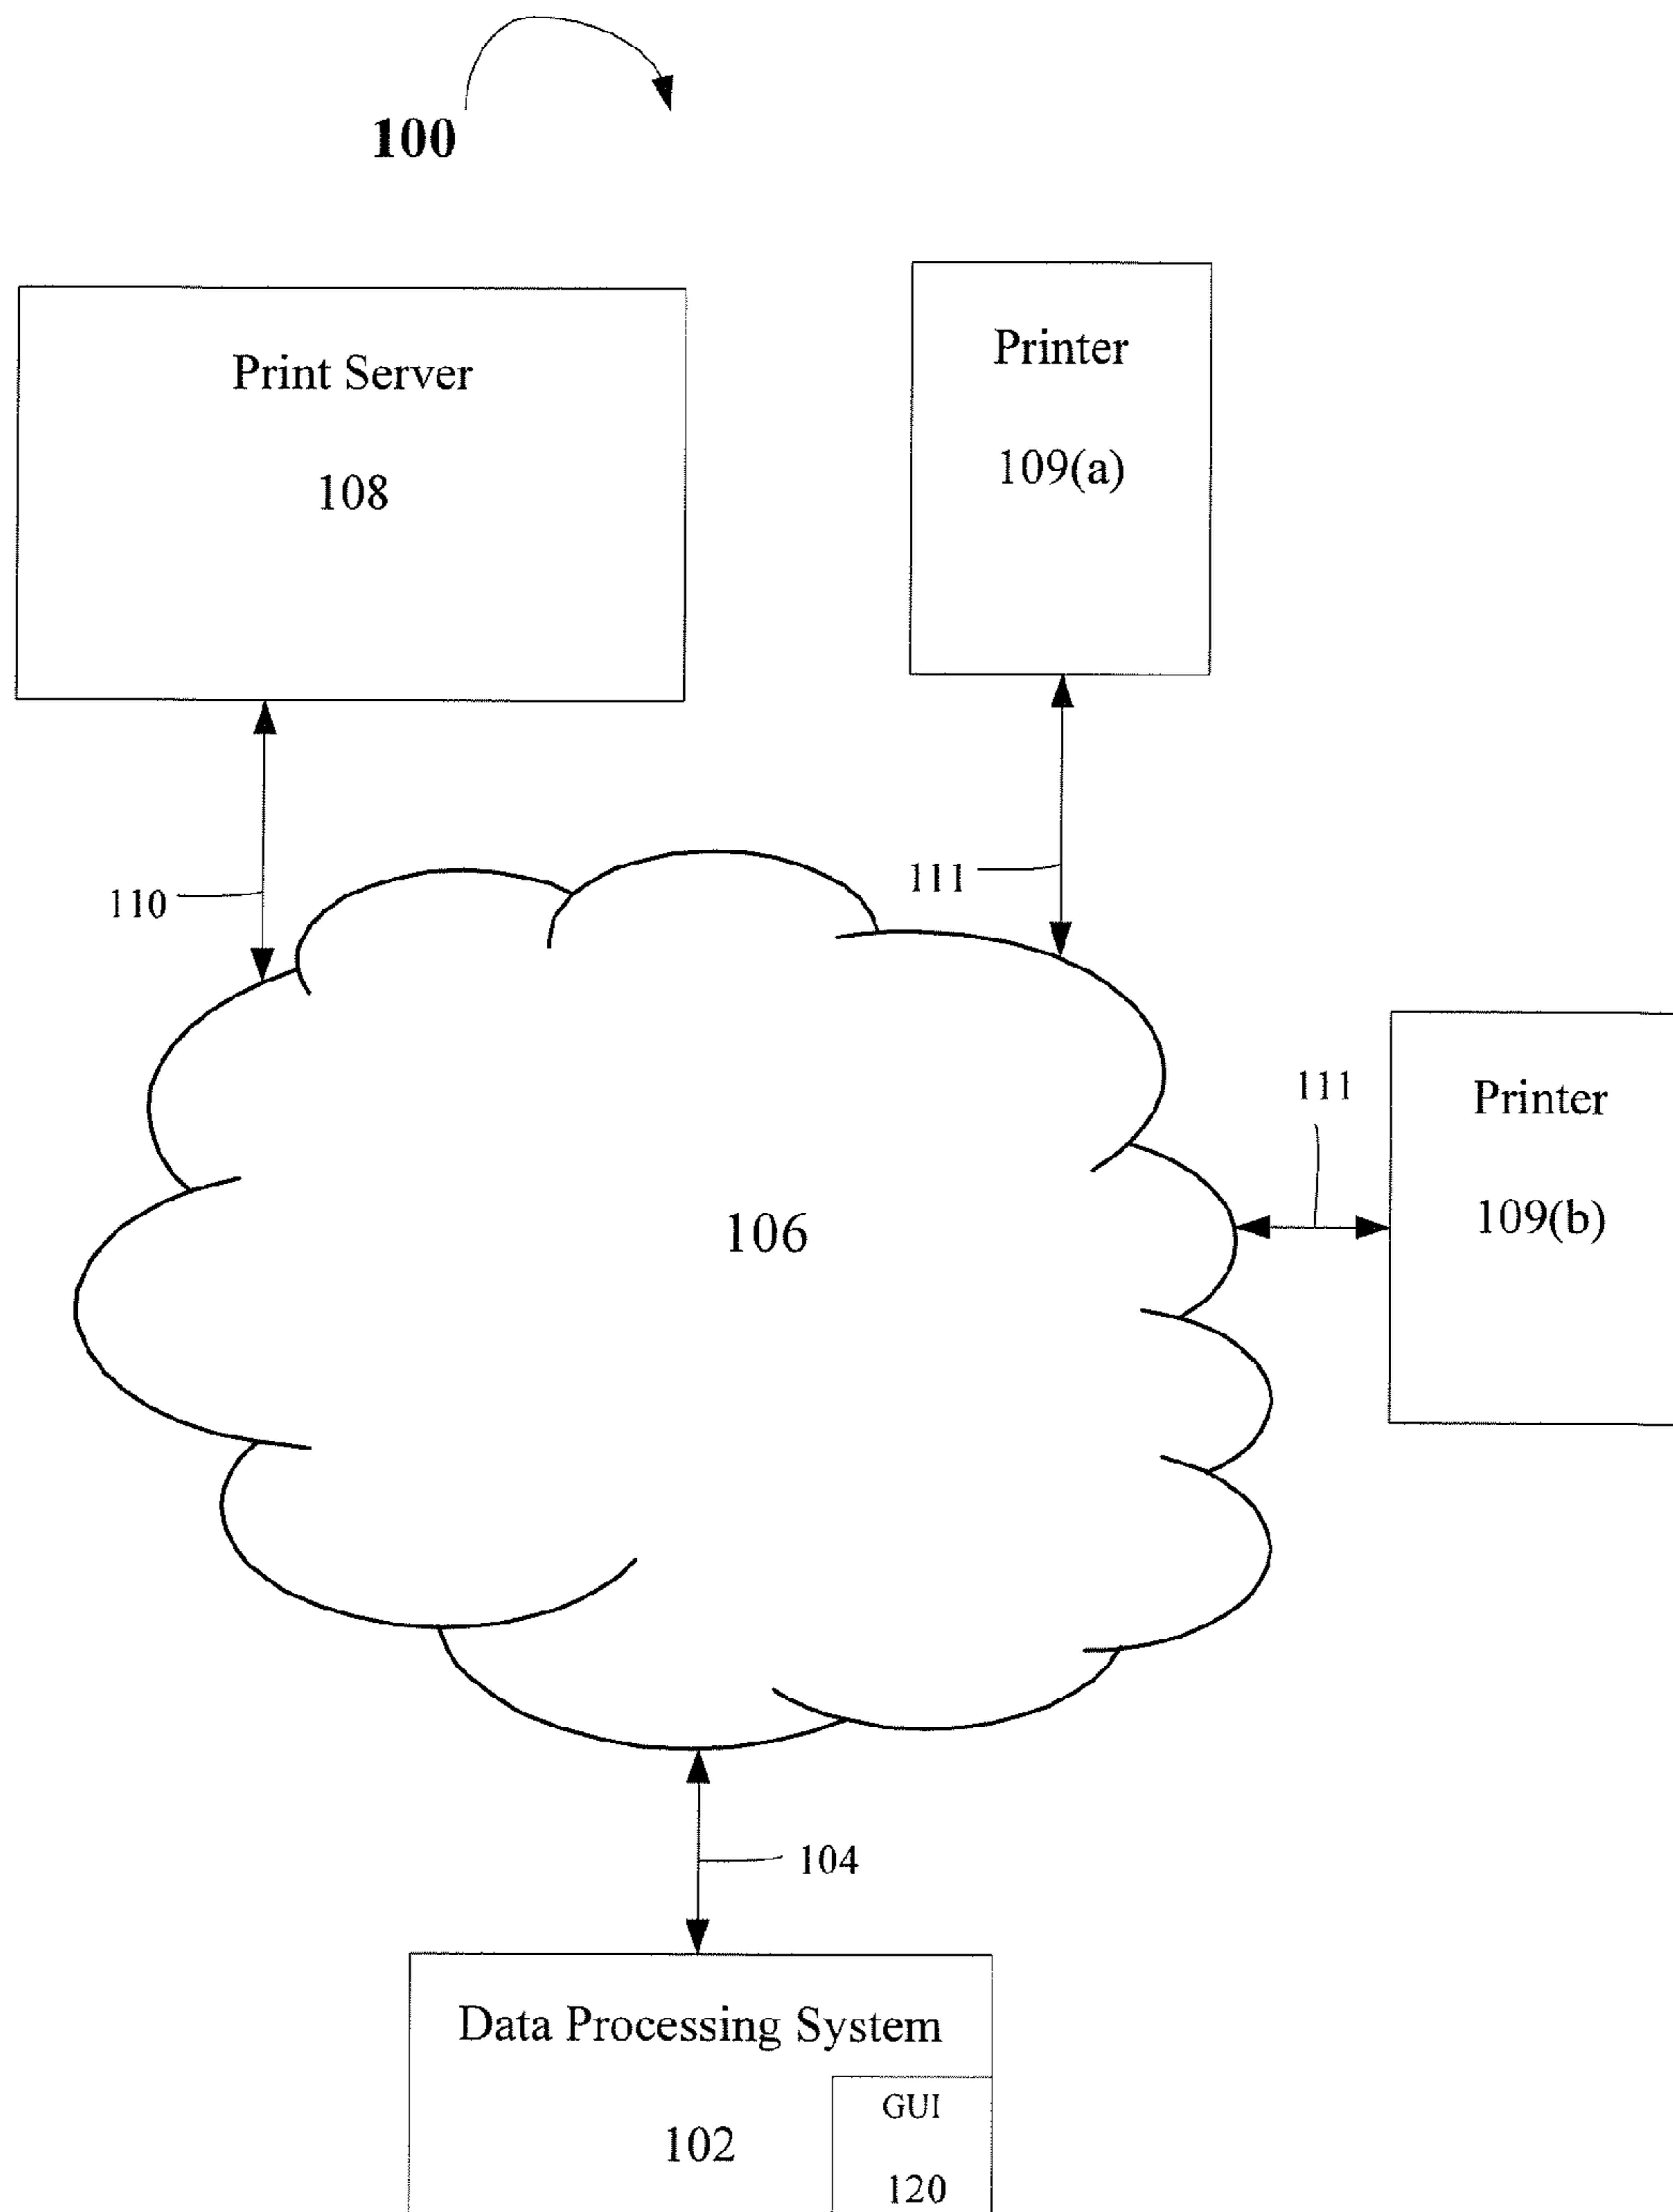 100
Print Server
108
Printer
109(a)
110
111
111
Printer
109(b)
106
104
Data Processing System
102
GUI
120